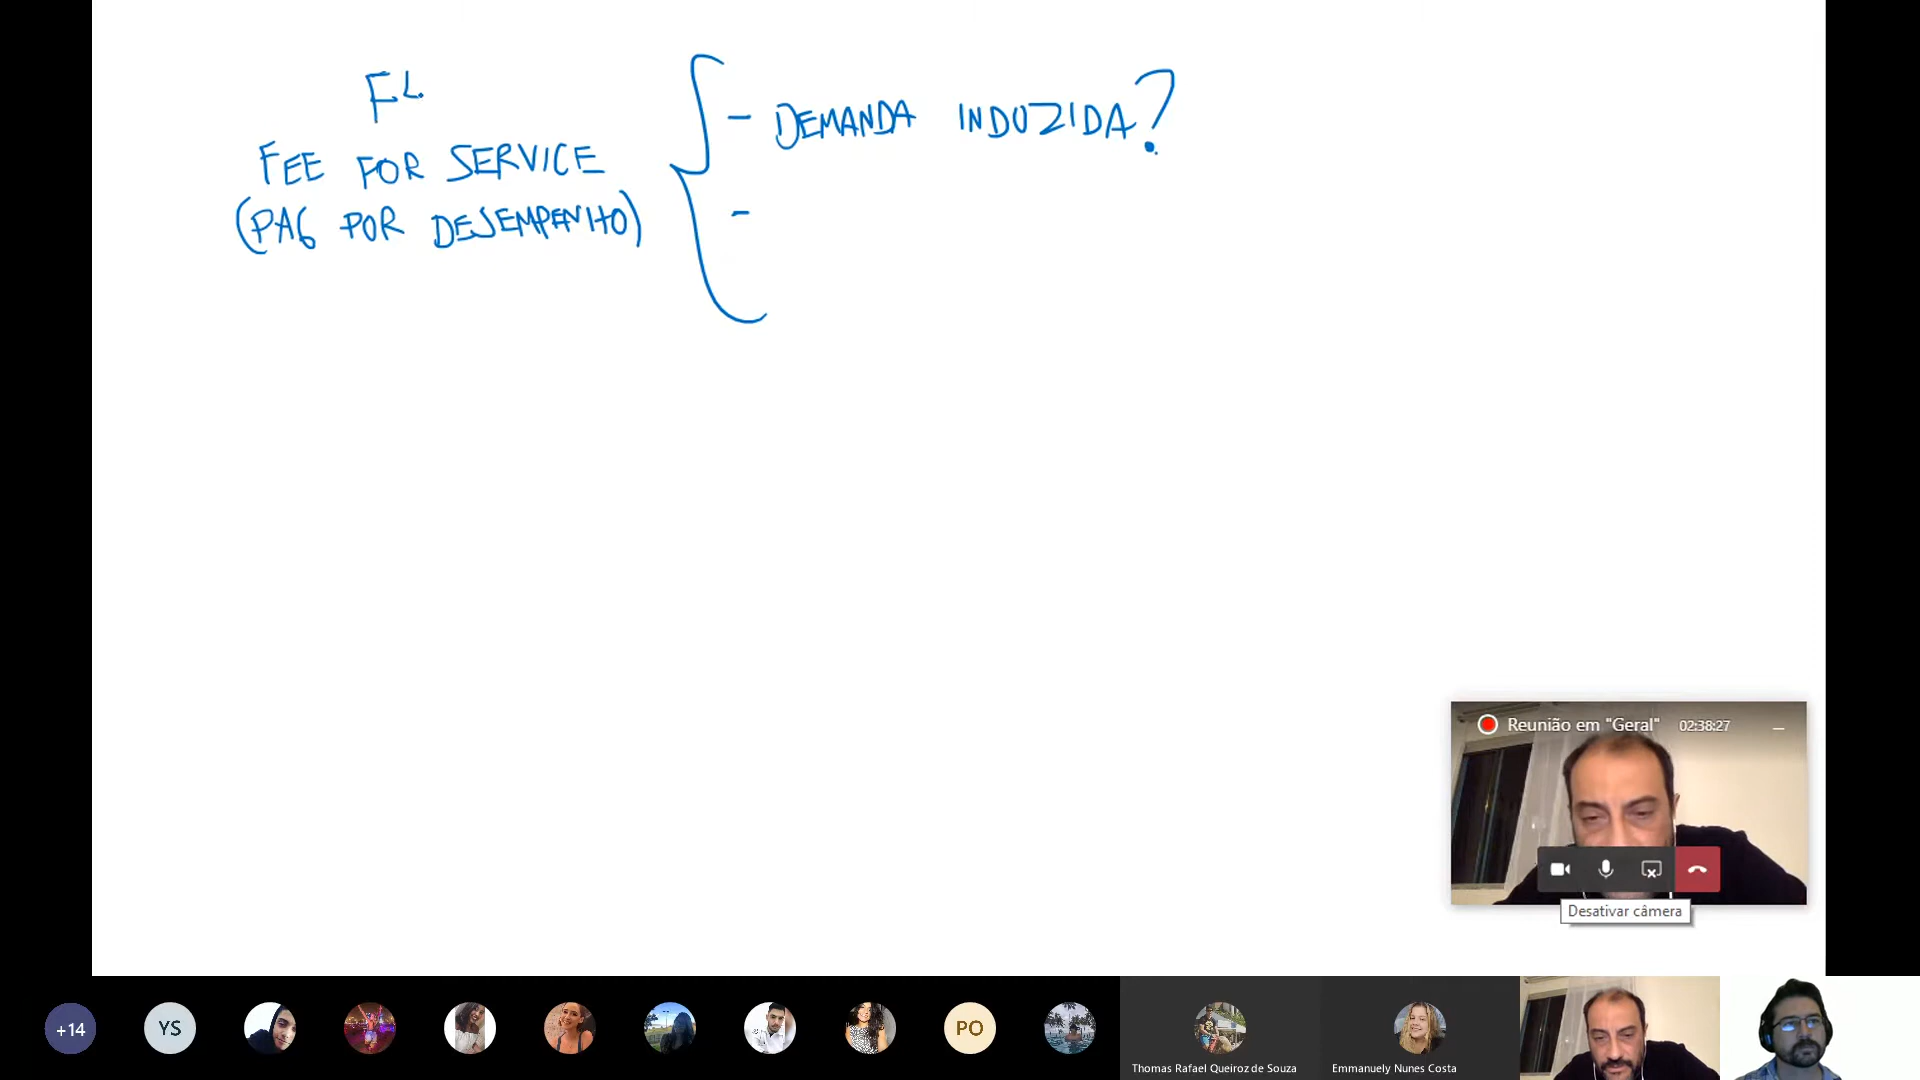 F4
FEE FOR SERVICE
(PAG POR DESEMPENHO)
- DEMANDA INDUZIDA?
-
Reunião em "Geral" 02:38:27
Desativar câmera
+14
YS
PO
Thomas Rafael Queiroz de Souza
Emmanuely Nunes Costa